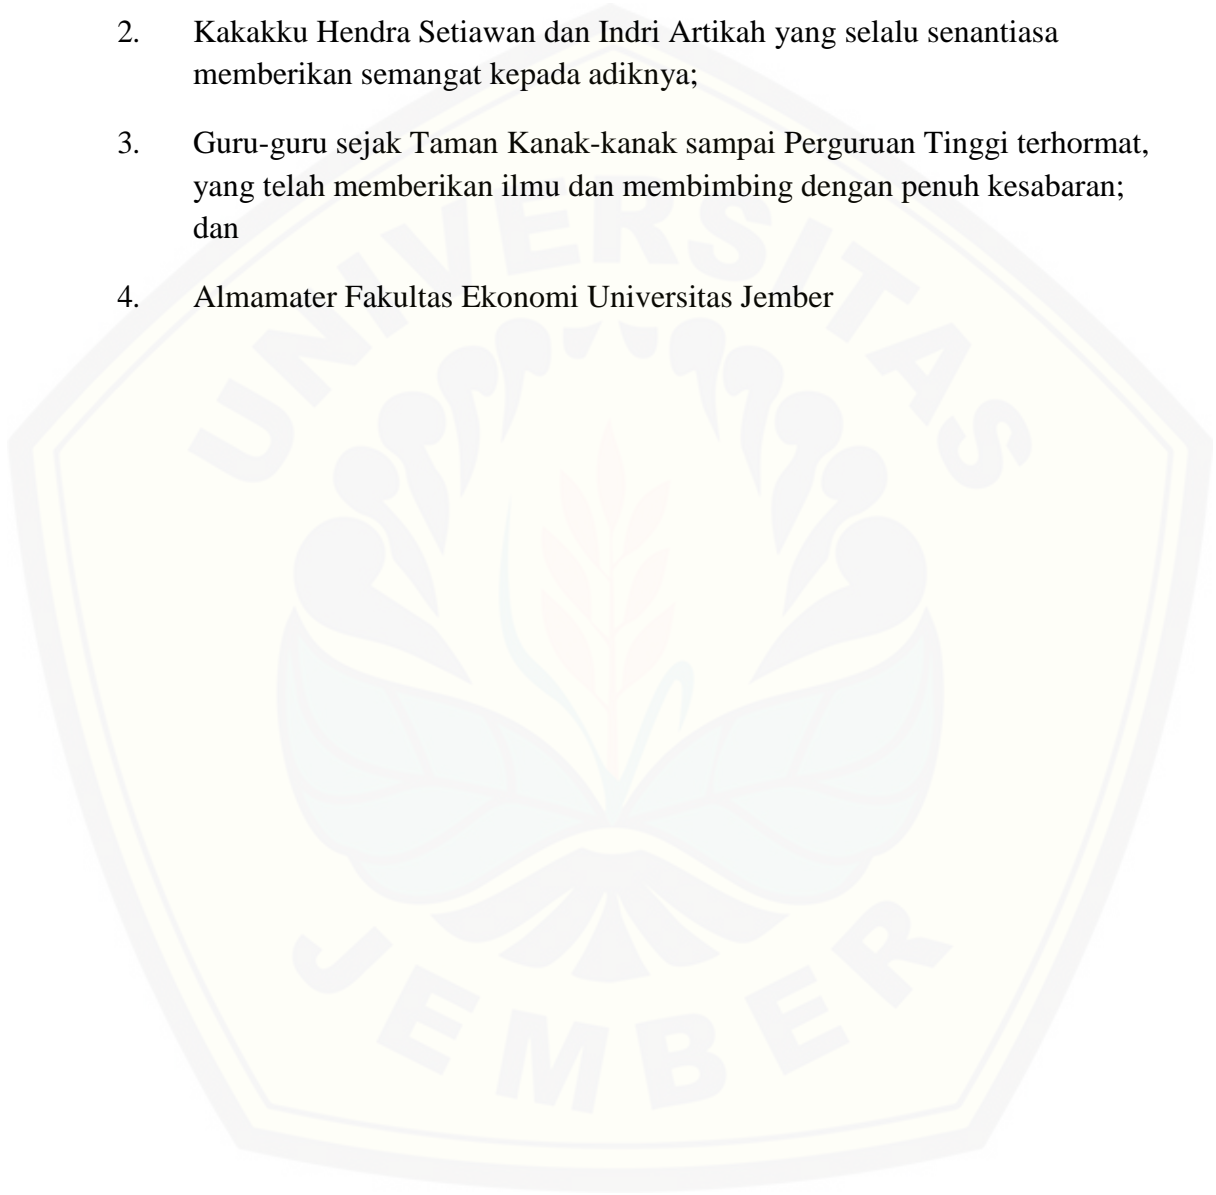 2. Kakakku Hendra Setiawan dan Indri Artikah yang selalu senantiasa
memberikan semangat kepada adiknya;
3. Guru-guru sejak Taman Kanak-kanak sampai Perguruan Tinggi terhormat,
yang telah memberikan ilmu dan membimbing dengan penuh kesabaran;
dan
4. Almamater Fakultas Ekonomi Universitas Jember
UNIVERSITAS
JEMBER